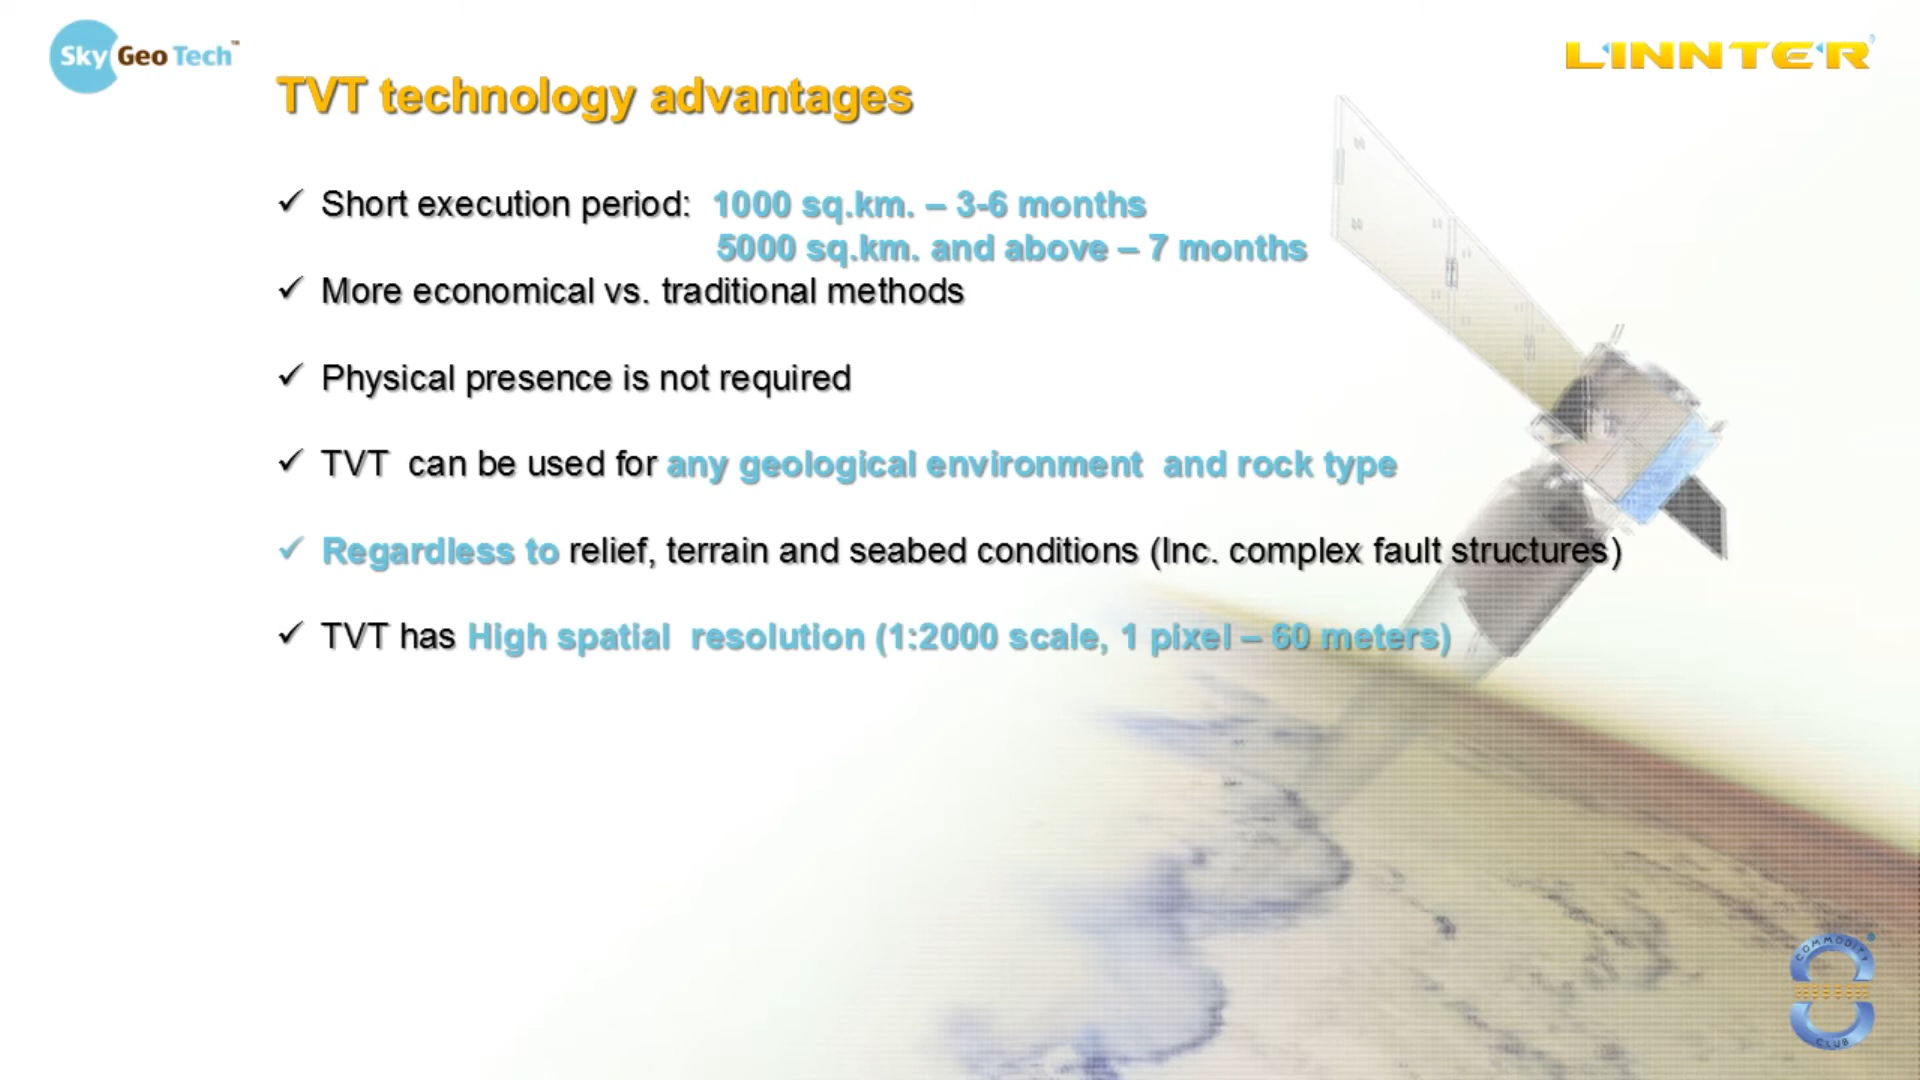 Sky Geo Tech™
LINNTER®
TVT technology advantages
✓ Short execution period: 1000 sq.km. – 3-6 months
5000 sq.km. and above – 7 months
✓ More economical vs. traditional methods
✓ Physical presence is not required
✓ TVT can be used for any geological environment and rock type
✓ Regardless to relief, terrain and seabed conditions (Inc. complex fault structures)
✓ TVT has High spatial resolution (1:2000 scale, 1 pixel – 60 meters)
COMMODITY
CLUB